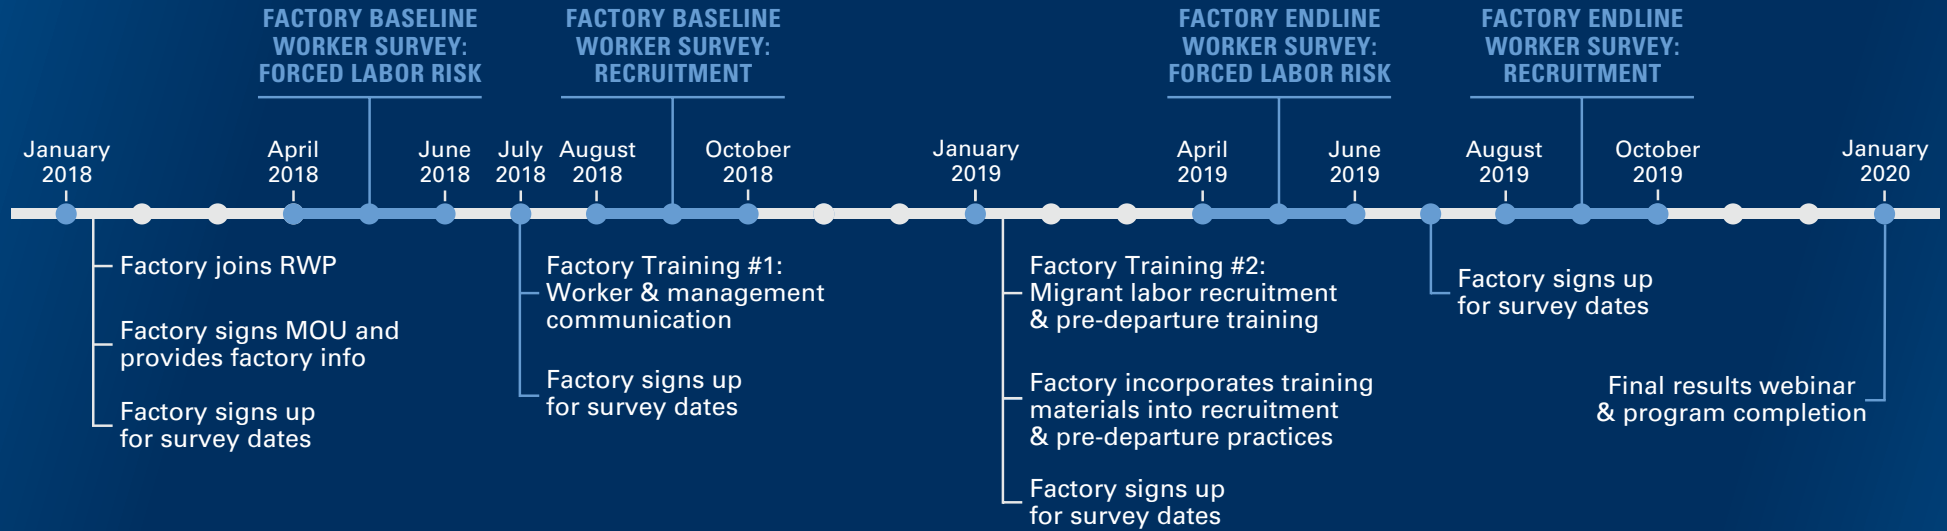 FACTORY BASELINE
WORKER SURVEY:
FORCED LABOR RISK
FACTORY BASELINE
WORKER SURVEY:
RECRUITMENT
FACTORY ENDLINE
WORKER SURVEY:
FORCED LABOR RISK
FACTORY ENDLINE
WORKER SURVEY:
RECRUITMENT
January
2018
April
2018
June
2018
July
2018
August
2018
October
2018
January
2019
April
2019
June
2019
August
2019
October
2019
January
2020
Factory joins RWP
Factory signs MOU and
provides factory info
Factory signs up
for survey dates
Factory Training #1:
Worker & management
communication
Factory signs up
for survey dates
Factory Training #2:
Migrant labor recruitment
& pre-departure training
Factory incorporates training
materials into recruitment
& pre-departure practices
Factory signs up
for survey dates
Factory signs up
for survey dates
Final results webinar
& program completion